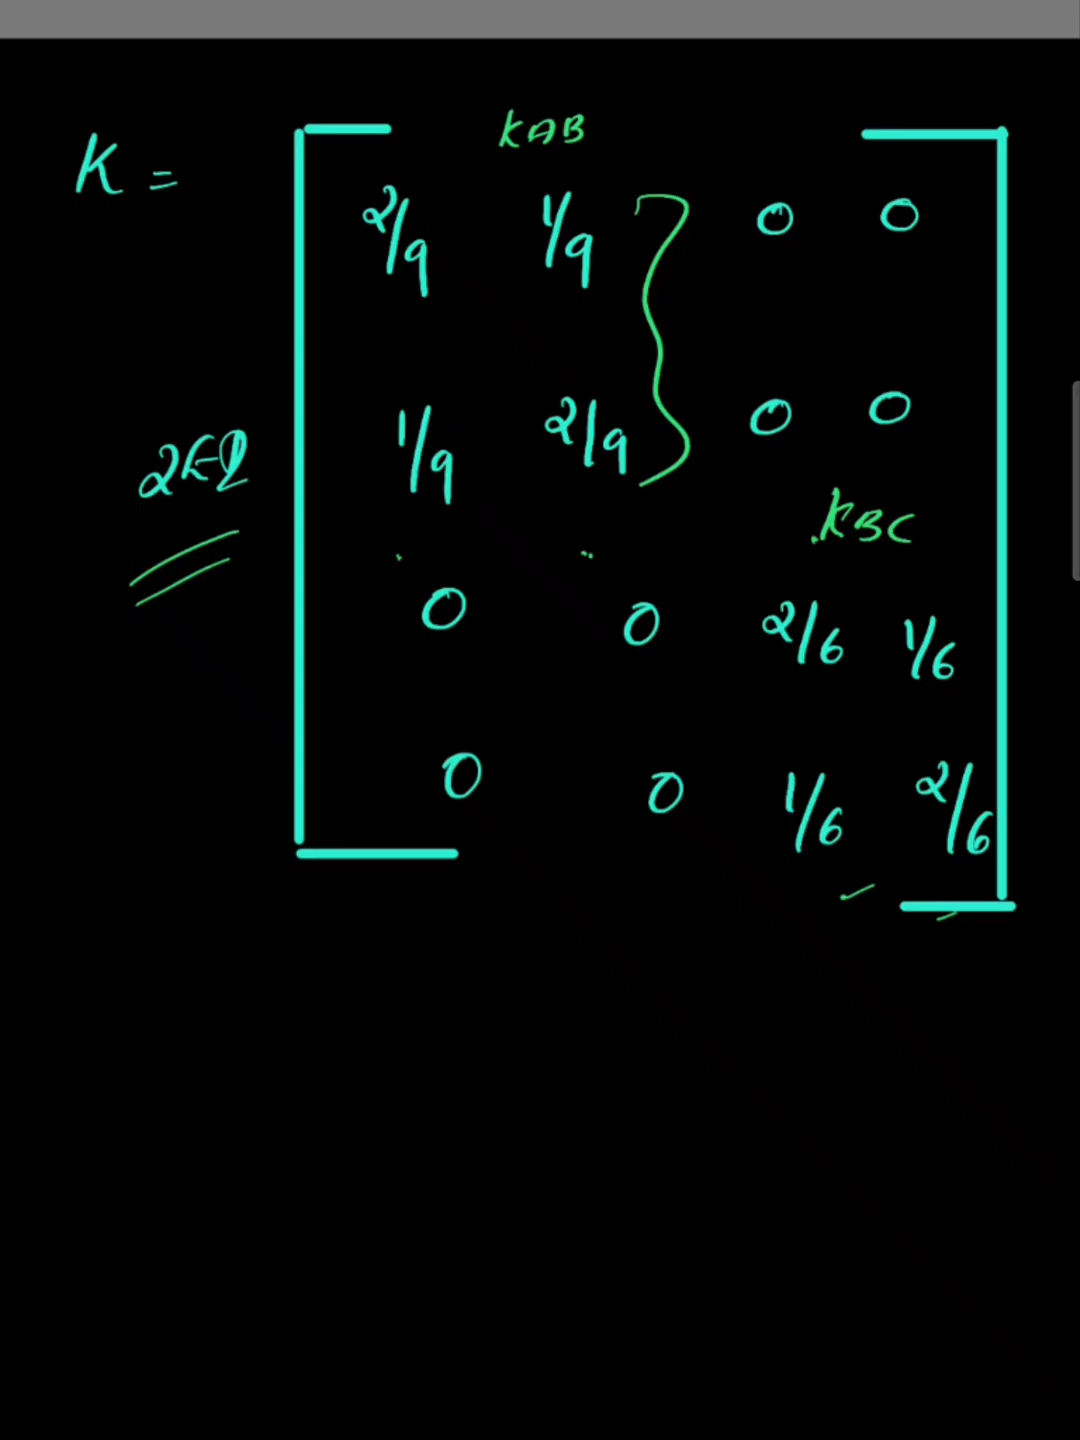 KAB
K =
2/9 1/9 0 0
1/9 2/9 0 0
2EI
KBC
0 0 2/6 1/6
0 0 1/6 2/6